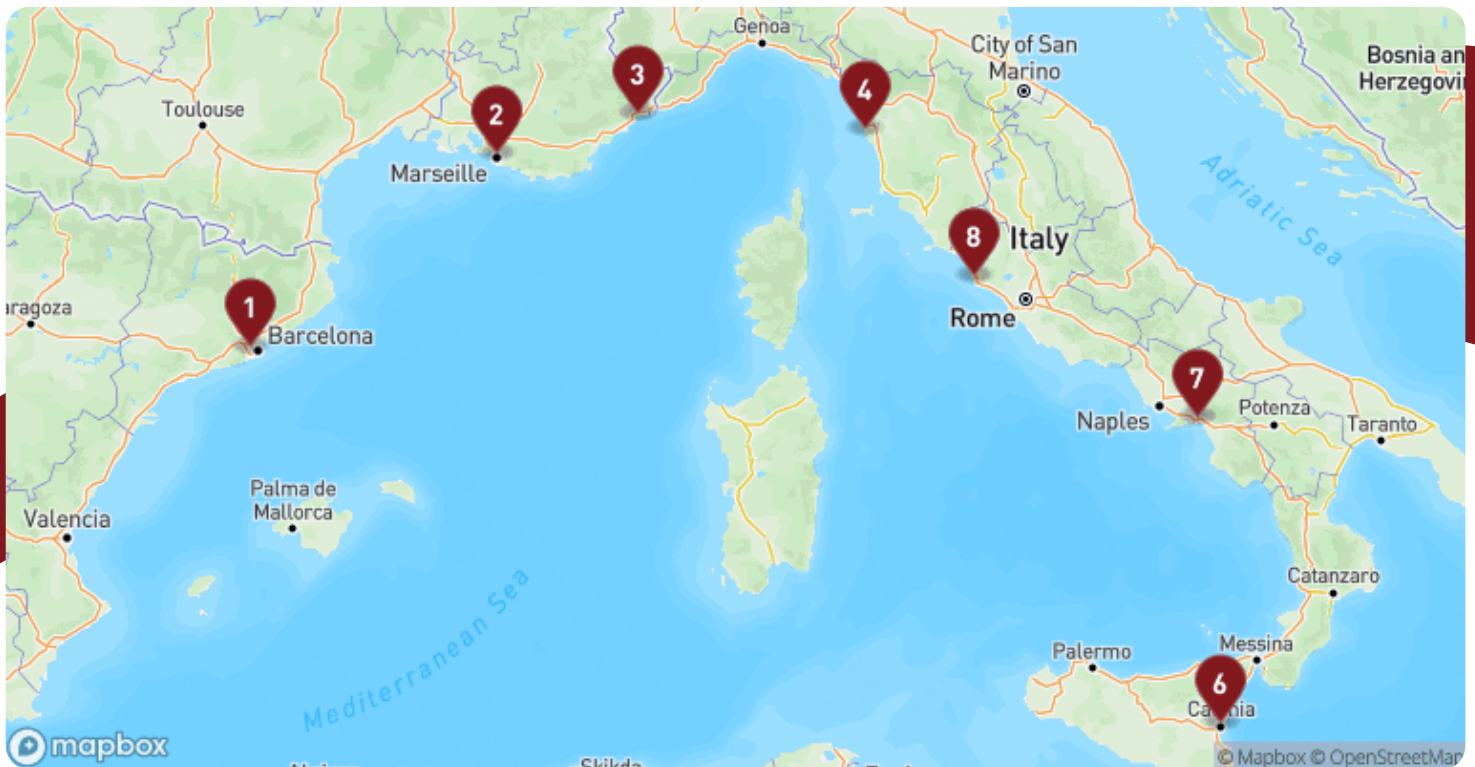 Genoa
City of San
Marino
Bosnia an
Herzegovi
3
4
2
Toulouse
Marseille
Adriatic Sea
8
Italy
1
aragoza
Barcelona
Rome
7
Naples
Potenza
Taranto
Palma de
Mallorca
Valencia
Mediterranean Sea
Catanzaro
Messina
Palermo
6
mapbox
© Mapbox © OpenStreetMap
Skikda